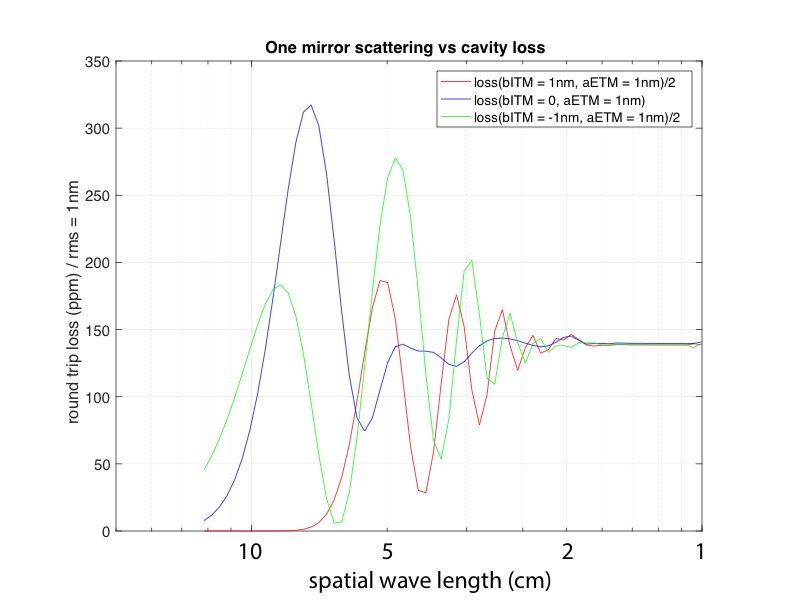 One mirror scattering vs cavity loss
loss(bITM = 1nm, aETM = 1nm)/2
loss(bITM = 0, aETM = 1nm)
loss(bITM = -1nm, aETM = 1nm)/2
round trip loss (ppm) / rms = 1nm
350
300
250
200
150
100
50
0
10 5 2 1
spatial wave length (cm)